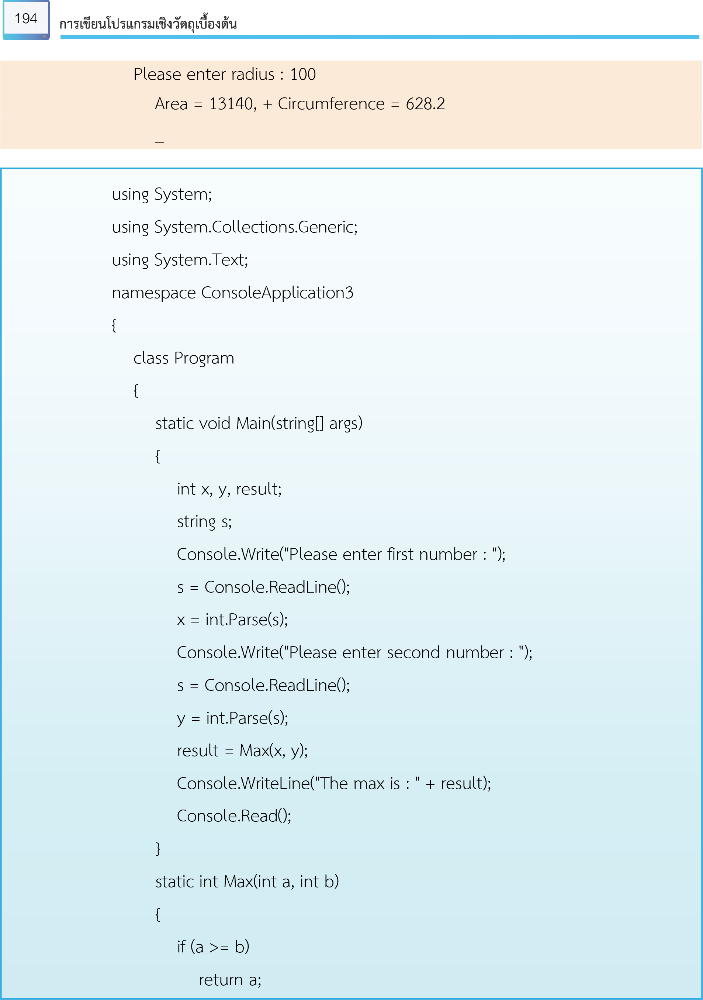 194
การเขียนโปรแกรมเชิงวัตถุเบื้องต้น
Please enter radius : 100
Area = 13140, + Circumference = 628.2
_
using System;
using System.Collections.Generic;
using System.Text;
namespace ConsoleApplication3
{
class Program
{
static void Main(string[] args)
{
int x, y, result;
string s;
Console.Write("Please enter first number : ");
s = Console.ReadLine();
x = int.Parse(s);
Console.Write("Please enter second number : ");
s = Console.ReadLine();
y = int.Parse(s);
result = Max(x, y);
Console.WriteLine("The max is : " + result);
Console.Read();
}
static int Max(int a, int b)
{
if (a >= b)
return a;